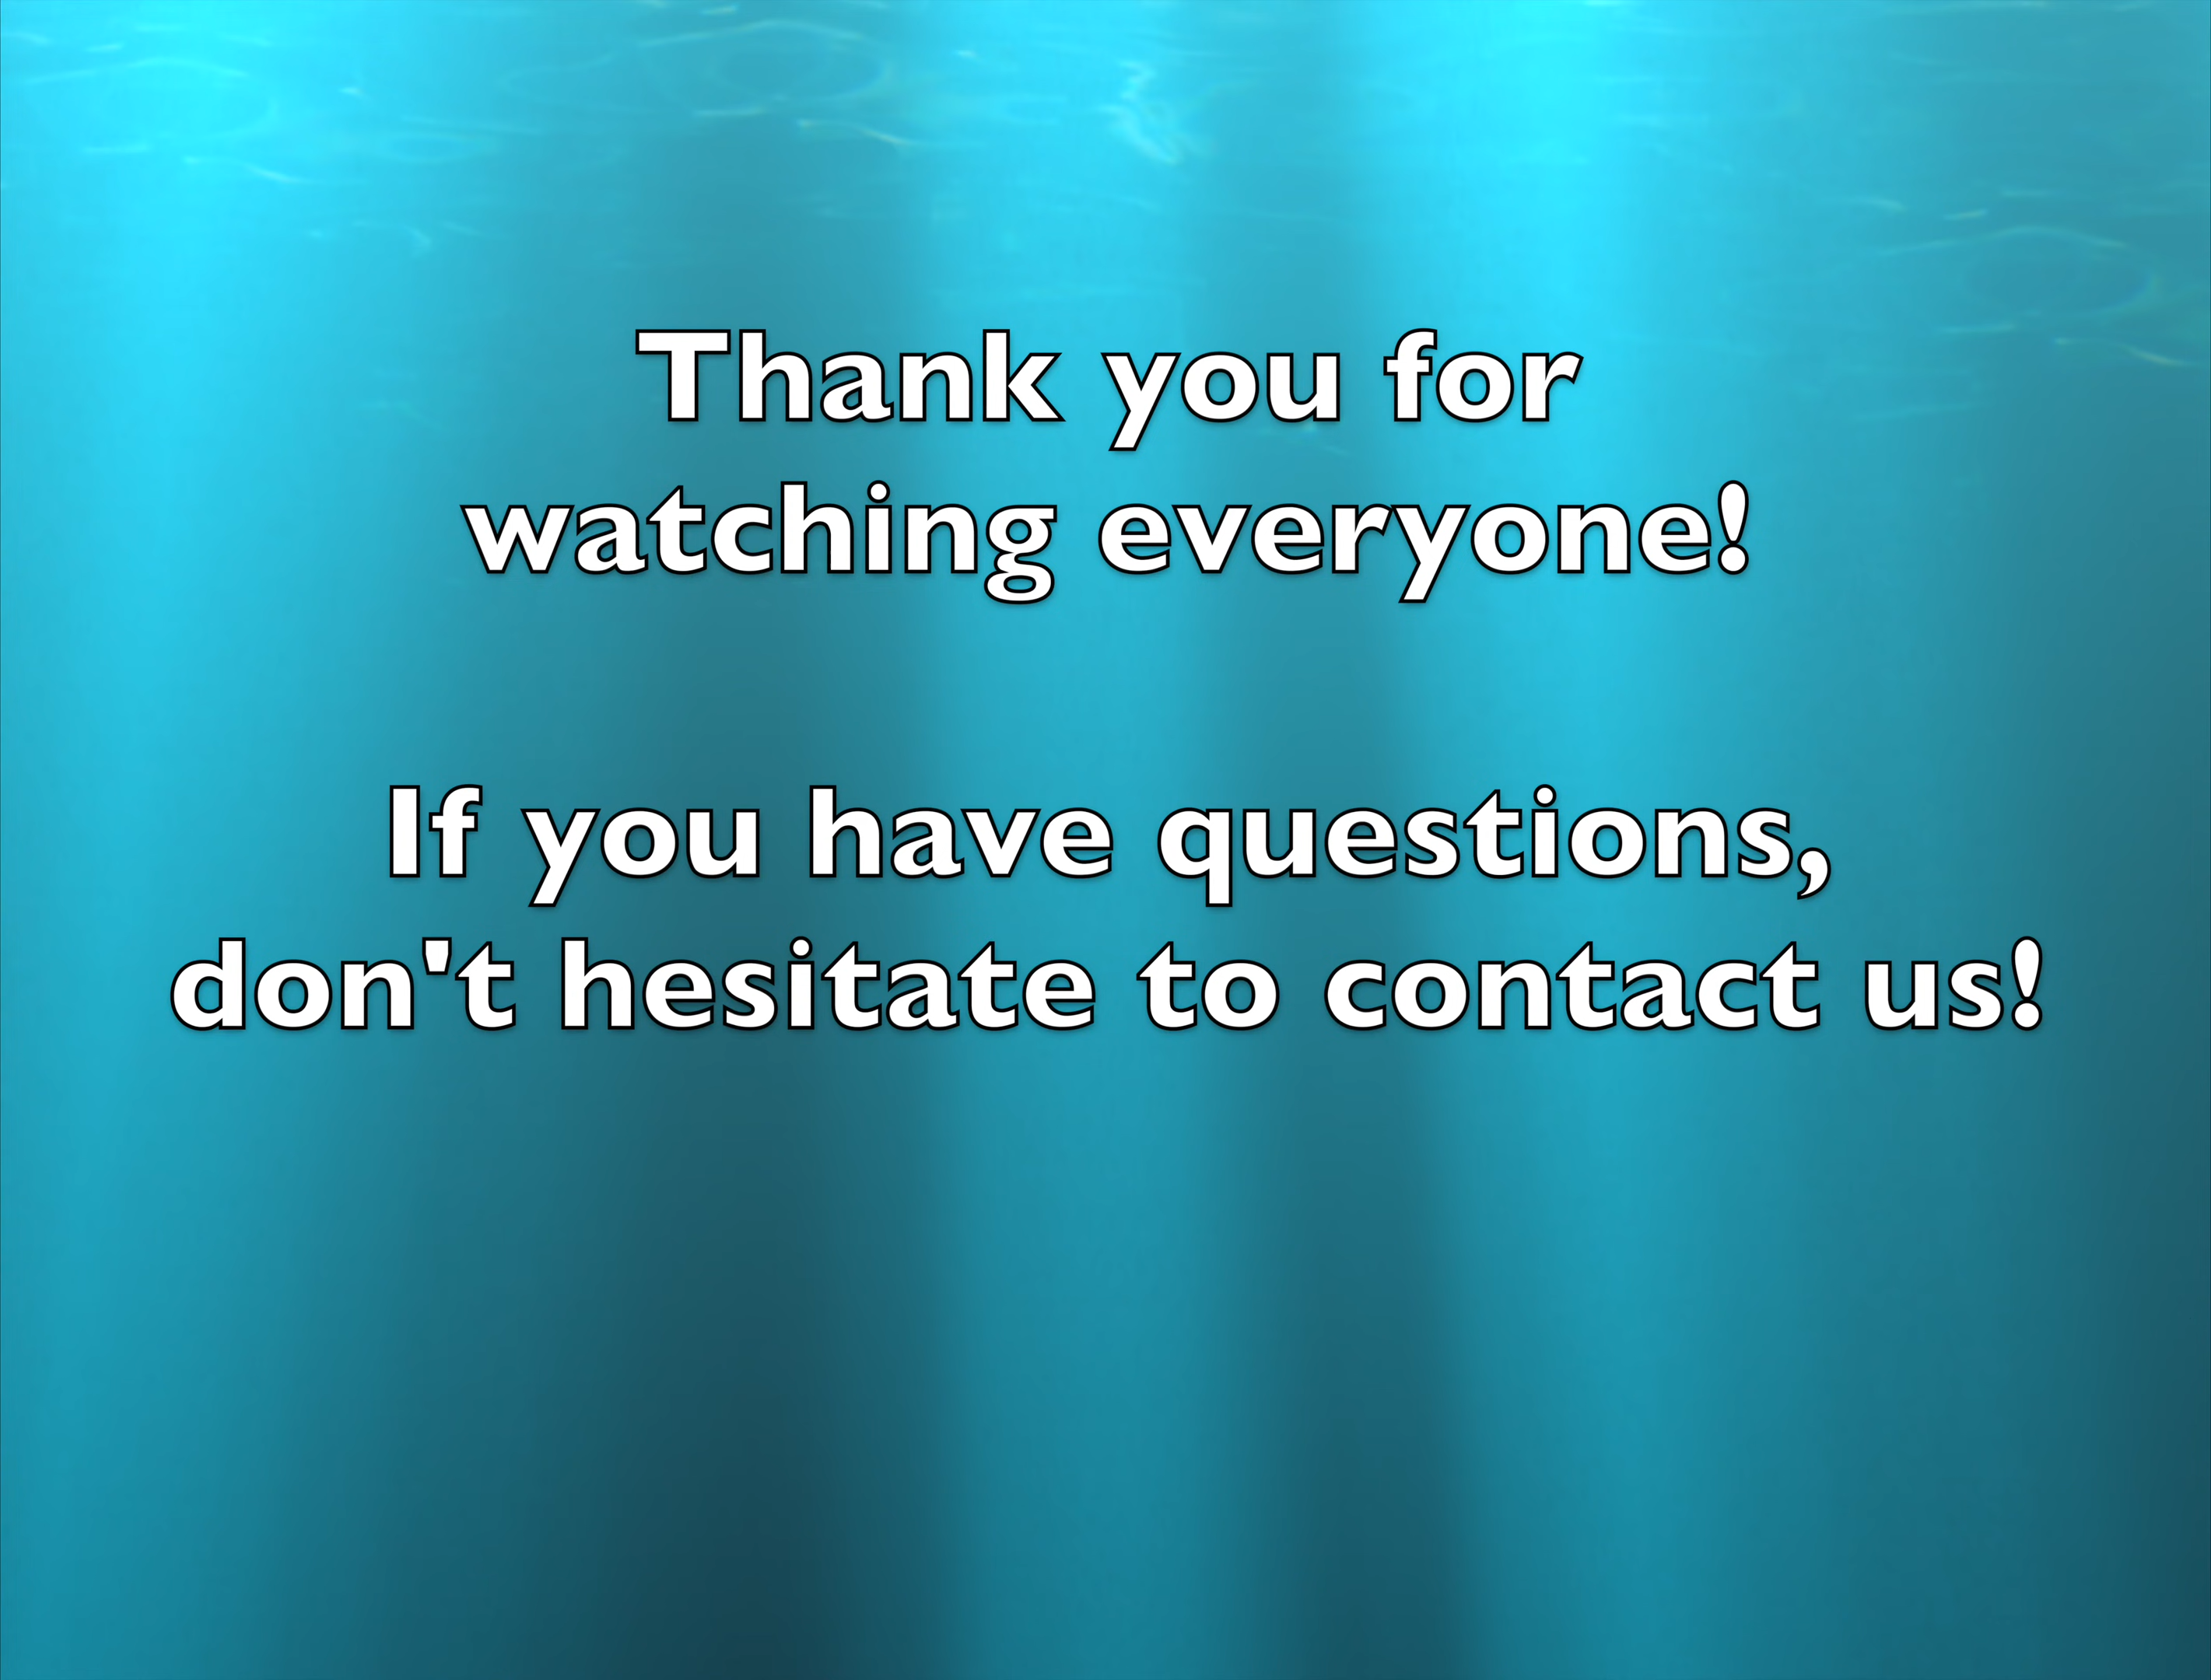 Thank you for
watching everyone!
If you have questions,
don't hesitate to contact us!